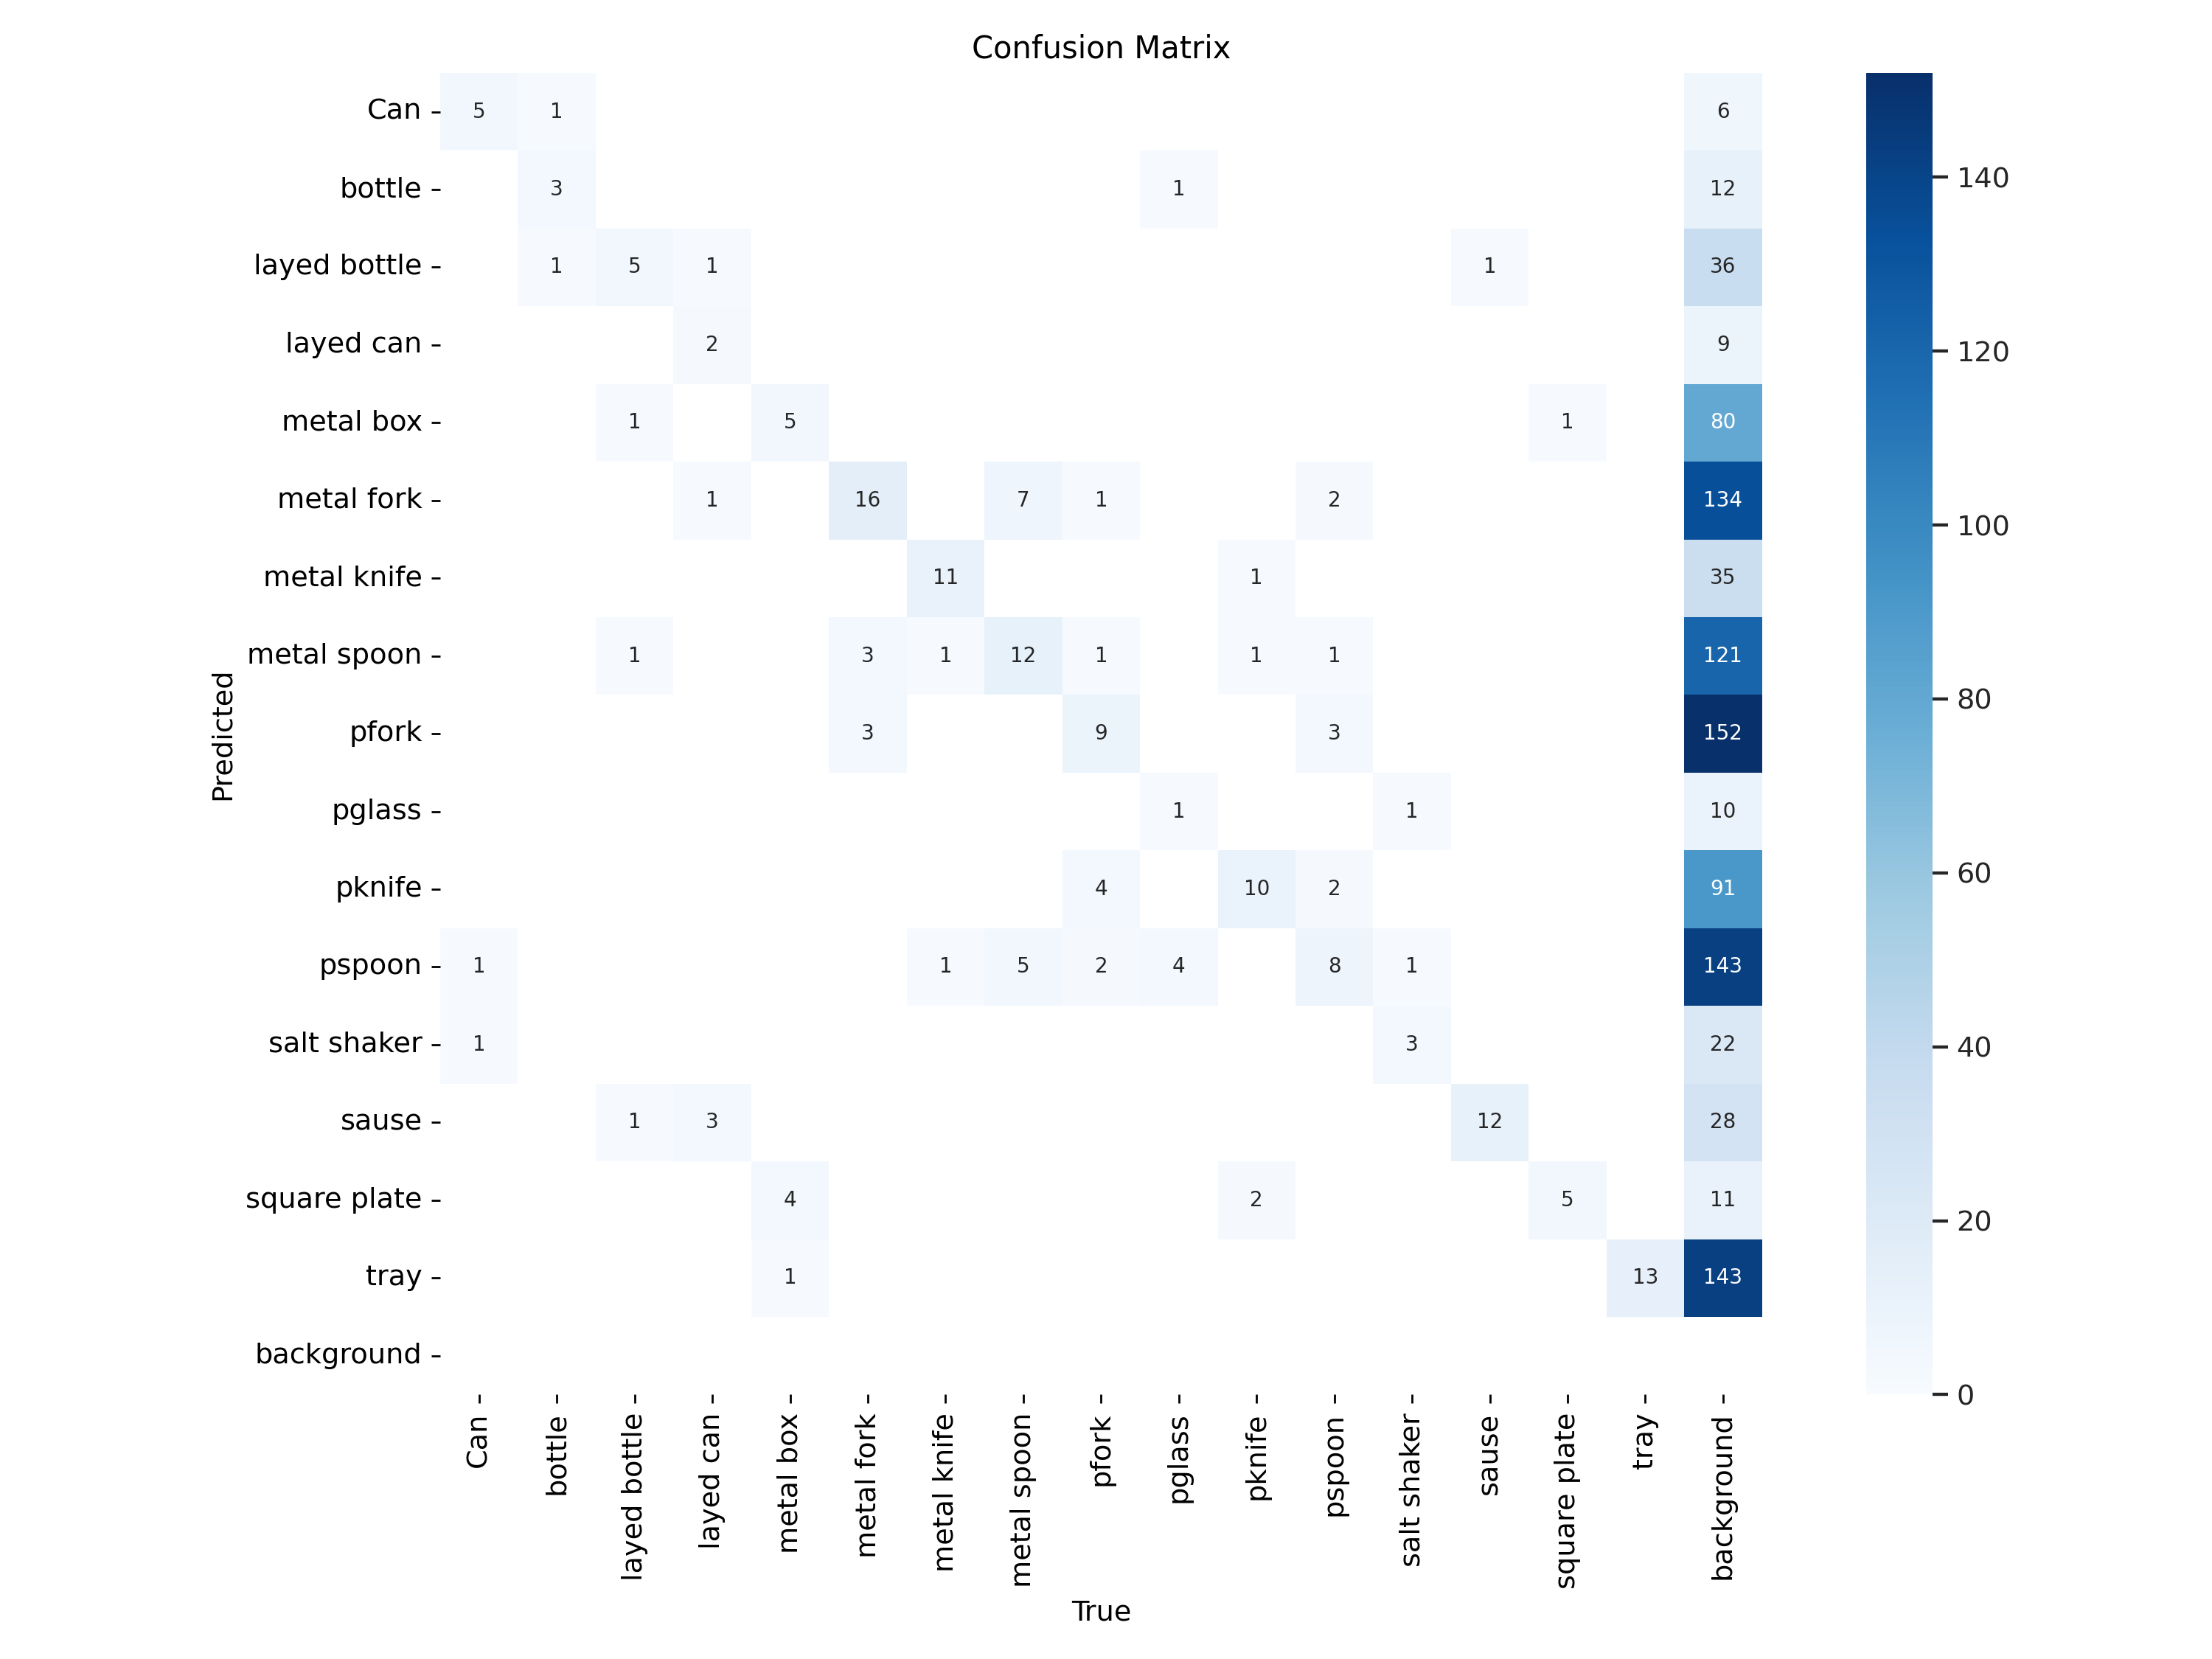 Confusion Matrix
Can 5 1 6
bottle 3 1 12
140
layed bottle 1 5 1 1 36
layed can 2 9
120
metal box 1 5 1 80
metal fork 1 16 7 1 2 134
100
metal knife 11 1 35
metal spoon 1 3 1 12 1 1 1 121
80
Predicted
pfork 3 9 3 152
pglass 1 1 10
60
pknife 4 10 2 91
pspoon 1 1 5 2 4 8 1 143
salt shaker 1 3 22
40
sause 1 3 12 28
square plate 4 2 5 11
20
tray 1 13 143
background
0
Can
bottle
layed bottle
layed can
metal box
metal fork
metal knife
metal spoon
pfork
pglass
pknife
pspoon
salt shaker
sause
square plate
tray
background
True